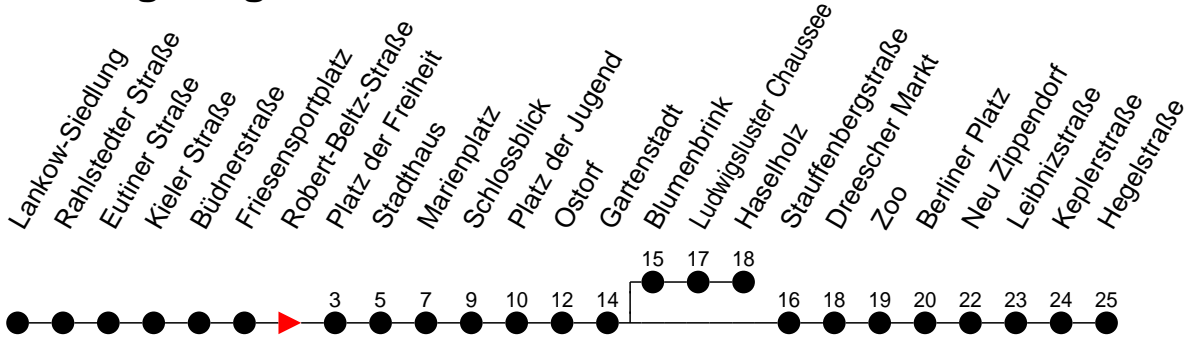 Lankow-Siedlung
Rahlstedter Straße
Eutiner Straße
Kieler Straße
Büdnerstraße
Friesensportplatz
Robert-Beltz-Straße
Platz der Freiheit
Stadthaus
Marienplatz
Schlossblick
Platz der Jugend
Ostorf
Gartenstadt
Blumenbrink
Ludwigsluster Chaussee
Haselholz
Stauffenbergstraße
Dreescher Markt
Zoo
Berliner Platz
Neu Zippendorf
Leibnizstraße
Keplerstraße
Hegelstraße
15 17 18
3 5 7 9 10 12 14 16 18 19 20 22 23 24 25